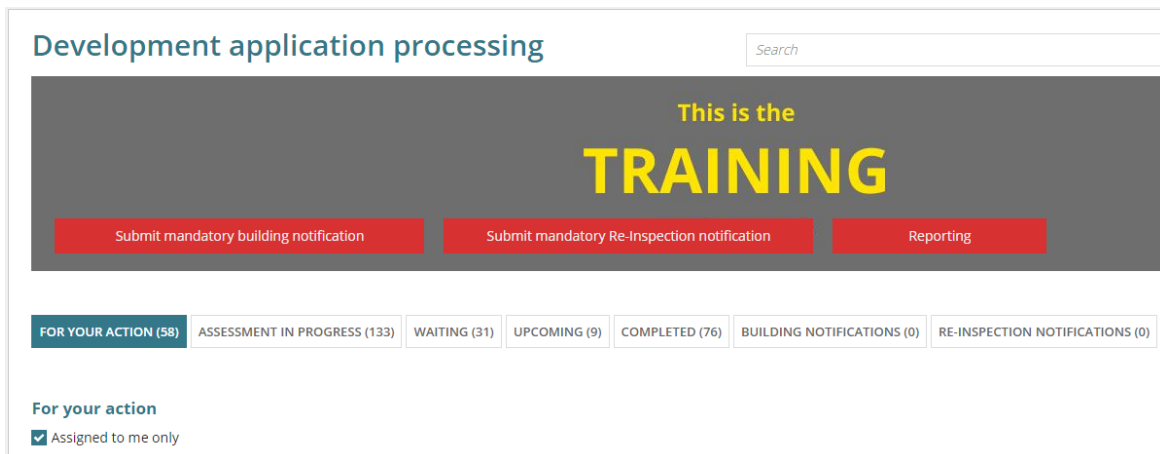 Development application processing
Search
This is the
TRAINING
Submit mandatory building notification
Submit mandatory Re-Inspection notification
Reporting
FOR YOUR ACTION (58)
ASSESSMENT IN PROGRESS (133)
WAITING (31)
UPCOMING (9)
COMPLETED (76)
BUILDING NOTIFICATIONS (0)
RE-INSPECTION NOTIFICATIONS (0)
For your action
Assigned to me only